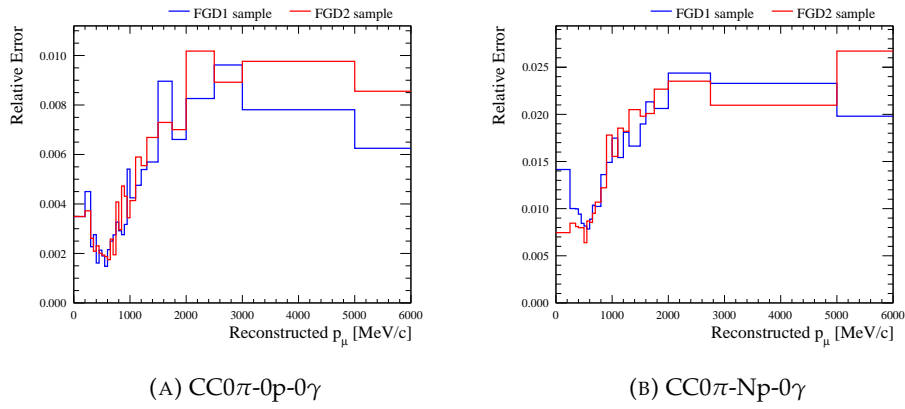 FGD1 sample FGD2 sample
Relative Error
0.010
0.008
0.006
0.004
0.002
0.000
0 1000 2000 3000 4000 5000 6000
Reconstructed pμ [MeV/c]
(A) CC0π-0p-0γ
FGD1 sample FGD2 sample
Relative Error
0.025
0.020
0.015
0.010
0.005
0.000
0 1000 2000 3000 4000 5000 6000
Reconstructed pμ [MeV/c]
(B) CC0π-Np-0γ